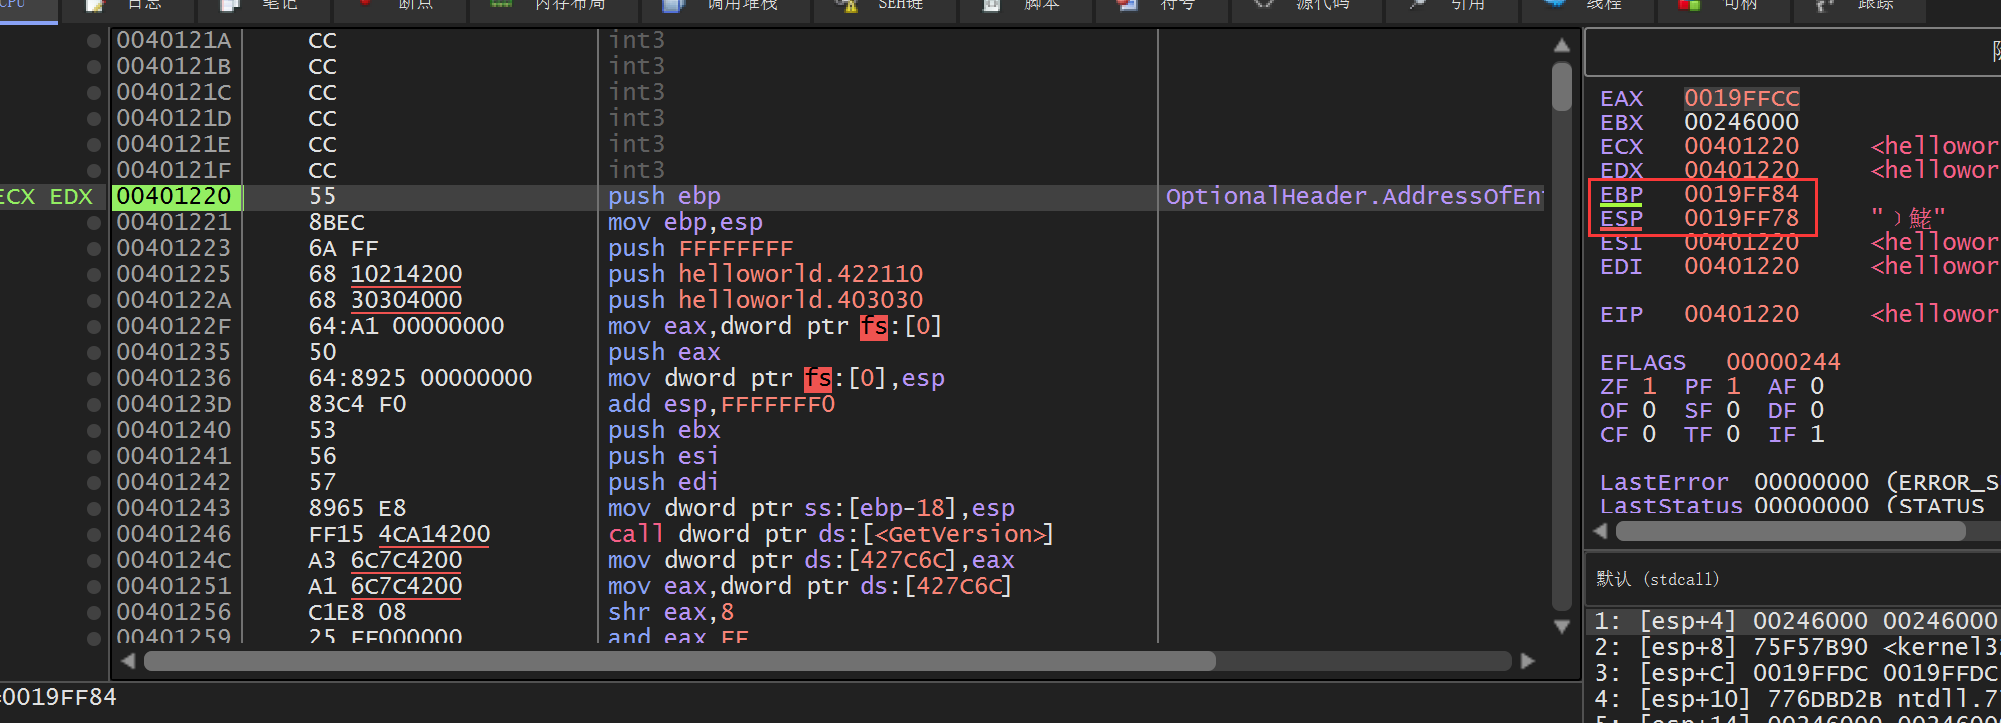 CPU 日志 笔记 断点 内存布局 调用堆栈 SEH链 脚本 符号 源代码 引用 线程 句柄 跟踪
0040121A CC int3
0040121B CC int3
0040121C CC int3
0040121D CC int3
0040121E CC int3
0040121F CC int3
ECX EDX 00401220 55 push ebp OptionalHeader.AddressOfEn
00401221 8BEC mov ebp,esp
00401223 6A FF push FFFFFFFF
00401225 68 10214200 push helloworld.422110
0040122A 68 30304000 push helloworld.403030
0040122F 64:A1 00000000 mov eax,dword ptr fs:[0]
00401235 50 push eax
00401236 64:8925 00000000 mov dword ptr fs:[0],esp
0040123D 83C4 F0 add esp,FFFFFFF0
00401240 53 push ebx
00401241 56 push esi
00401242 57 push edi
00401243 8965 E8 mov dword ptr ss:[ebp-18],esp
00401246 FF15 4CA14200 call dword ptr ds:[<GetVersion>]
0040124C A3 6C7C4200 mov dword ptr ds:[427C6C],eax
00401251 A1 6C7C4200 mov eax,dword ptr ds:[427C6C]
00401256 C1E8 08 shr eax,8
00401259 25 FF000000 and eax FF
=0019FF84
EAX 0019FFCC
EBX 00246000
ECX 00401220 <hellowor
EDX 00401220 <hellowor
EBP 0019FF84
ESP 0019FF78
ESI 00401220 <hellowor
EDI 00401220 <hellowor
EIP 00401220 <hellowor
EFLAGS 00000244
ZF 1 PF 1 AF 0
OF 0 SF 0 DF 0
CF 0 TF 0 IF 1
LastError 00000000 (ERROR_S
LastStatus 00000000 (STATUS_
默认 (stdcall)
1: [esp+4] 00246000 00246000
2: [esp+8] 75F57B90 <kernel3
3: [esp+C] 0019FFDC 0019FFDC
4: [esp+10] 776DBD2B ntdll.7
5: [esp+14] 00246000 0024600